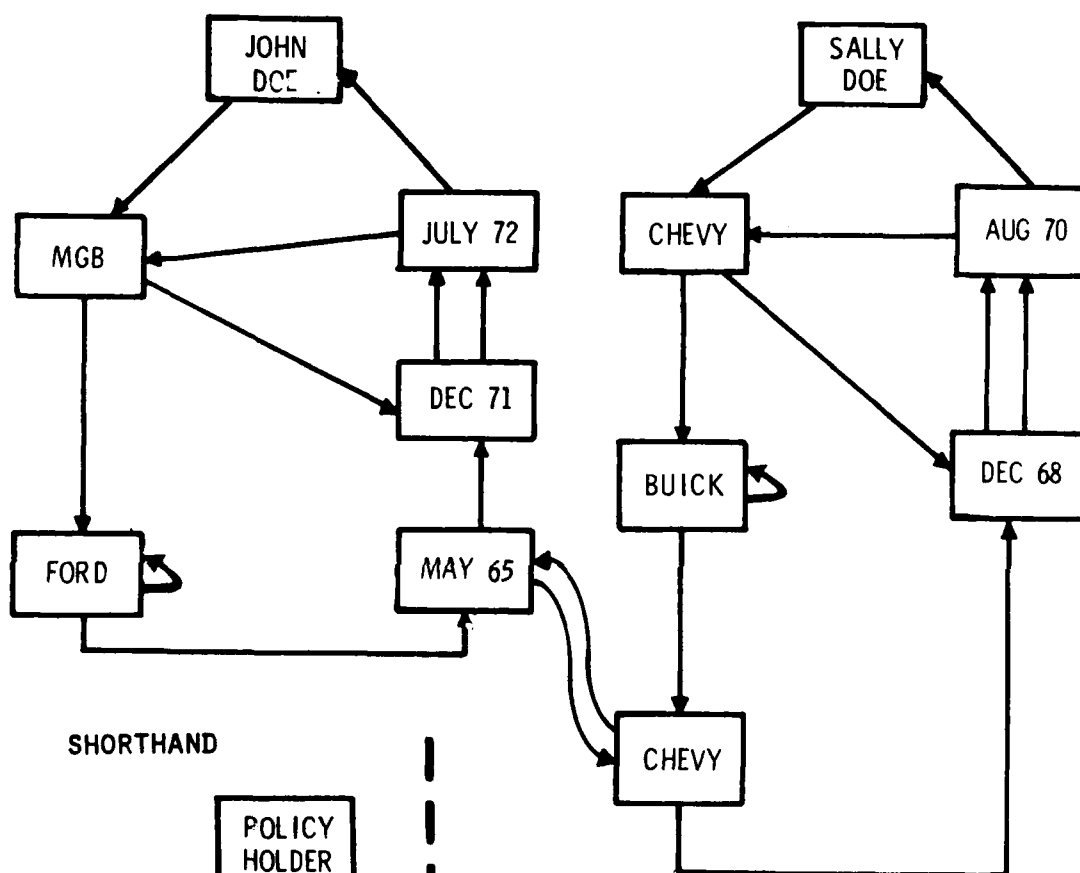 JOHN
DOE
SALLY
DOE
MGB
JULY 72
CHEVY
AUG 70
DEC 71
BUICK
DEC 68
FORD
MAY 65
CHEVY
SHORTHAND
POLICY
HOLDER